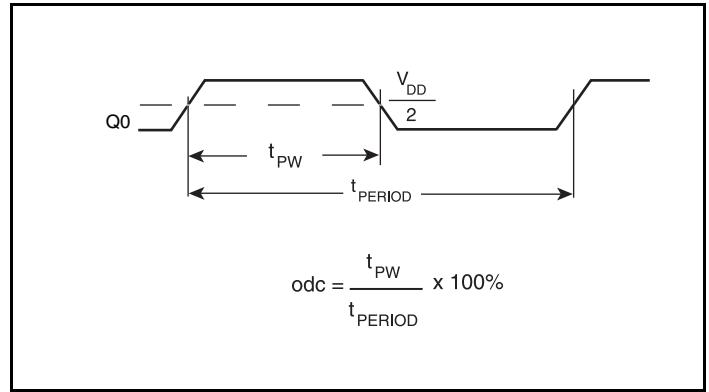 V_DD
2
Q0
t_PW
t_PERIOD
odc = t_PW / t_PERIOD x 100%